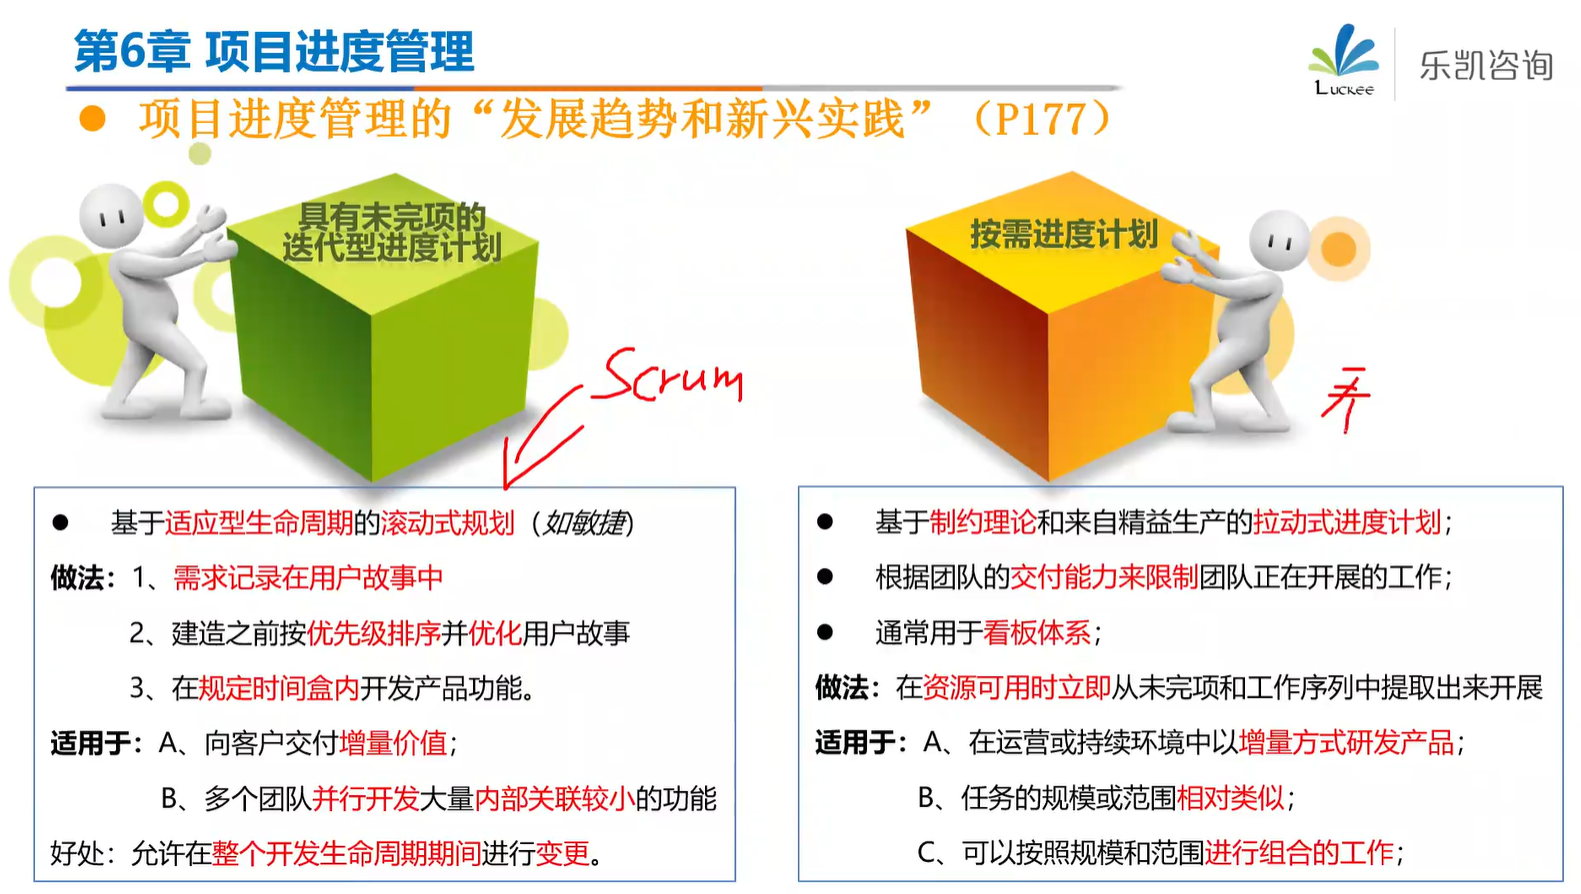 第6章 项目进度管理
LUCKEE
乐凯咨询
● 项目进度管理的“发展趋势和新兴实践”（P177）
具有未完项的
迭代型进度计划
按需进度计划
Scrum
● 基于适应型生命周期的滚动式规划（如敏捷)
做法：1、需求记录在用户故事中
2、建造之前按优先级排序并优化用户故事
3、在规定时间盒内开发产品功能。
适用于：A、向客户交付增量价值；
B、多个团队并行开发大量内部关联较小的功能
好处：允许在整个开发生命周期期间进行变更。
● 基于制约理论和来自精益生产的拉动式进度计划；
● 根据团队的交付能力来限制团队正在开展的工作；
● 通常用于看板体系；
做法：在资源可用时立即从未完项和工作序列中提取出来开展
适用于：A、在运营或持续环境中以增量方式研发产品；
B、任务的规模或范围相对类似；
C、可以按照规模和范围进行组合的工作；